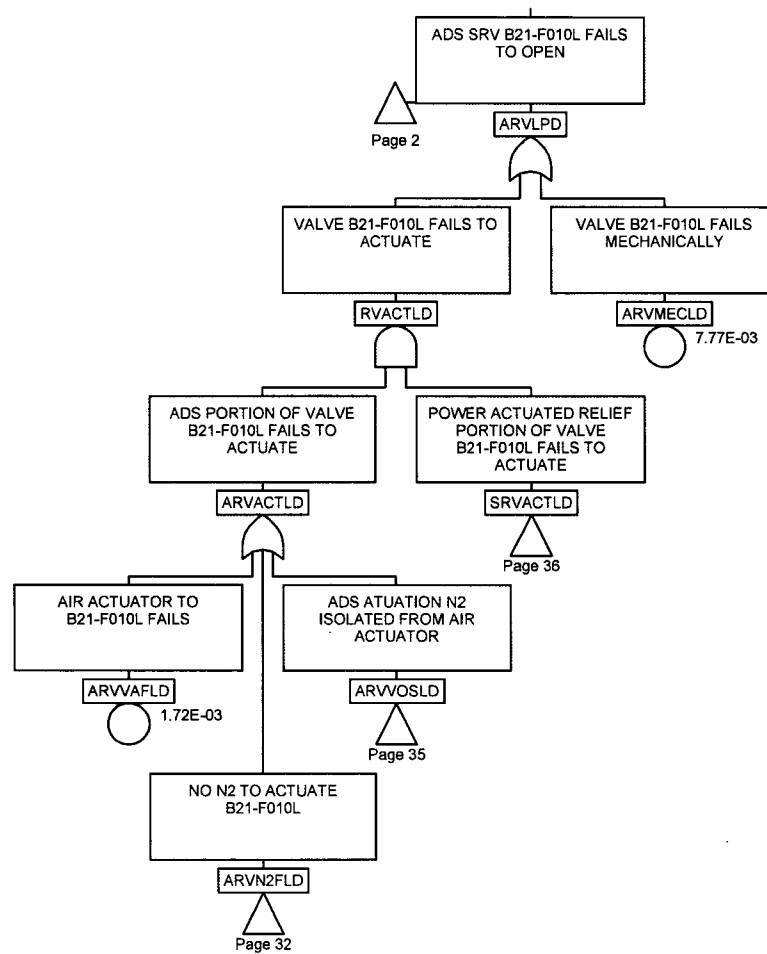 ADS SRV B21-F010L FAILS
TO OPEN
Page 2
ARVLPD
VALVE B21-F010L FAILS TO
ACTUATE
VALVE B21-F010L FAILS
MECHANICALLY
RVACTLD
ARVMECLD
7.77E-03
ADS PORTION OF VALVE
B21-F010L FAILS TO
ACTUATE
POWER ACTUATED RELIEF
PORTION OF VALVE
B21-F010L FAILS TO
ACTUATE
ARVACTLD
SRVACTLD
Page 36
AIR ACTUATOR TO
B21-F010L FAILS
ADS ATUATION N2
ISOLATED FROM AIR
ACTUATOR
ARVVAFLD
1.72E-03
ARVVOSLD
Page 35
NO N2 TO ACTUATE
B21-F010L
ARVN2FLD
Page 32